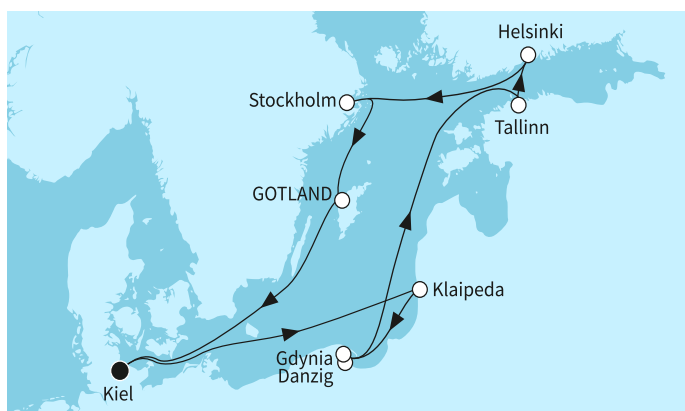 Helsinki
Stockholm
Tallinn
GOTLAND
Klaipeda
Gdynia
Danzig
Kiel